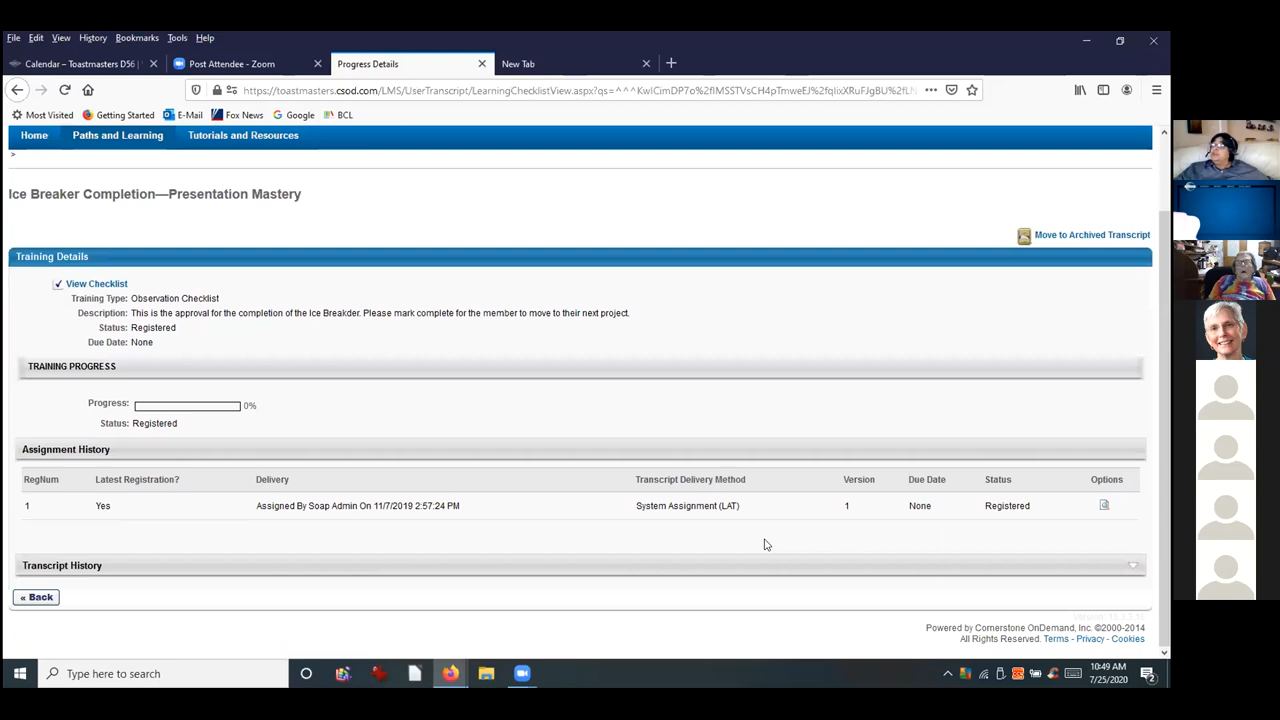 File Edit View History Bookmarks Tools Help
Calendar – Toastmasters D56 Post Attendee - Zoom Progress Details New Tab
https://toastmasters.csod.com/LMS/UserTranscript/LearningChecklistView.aspx?qs=
Most Visited Getting Started E-Mail Fox News Google BCL
Home Paths and Learning Tutorials and Resources
>
Ice Breaker Completion—Presentation Mastery
Move to Archived Transcript
Training Details
View Checklist
Training Type: Observation Checklist
Description: This is the approval for the completion of the Ice Breakder. Please mark complete for the member to move to their next project.
Status: Registered
Due Date: None
TRAINING PROGRESS
Progress: 0%
Status: Registered
Assignment History
RegNum Latest Registration? Delivery Transcript Delivery Method Version Due Date Status Options
1 Yes Assigned By Soap Admin On 11/7/2019 2:57:24 PM System Assignment (LAT) 1 None Registered
Transcript History
« Back
Powered by Cornerstone OnDemand, Inc. ©2000-2014
All Rights Reserved. Terms - Privacy - Cookies
Type here to search
10:49 AM
7/25/2020
2